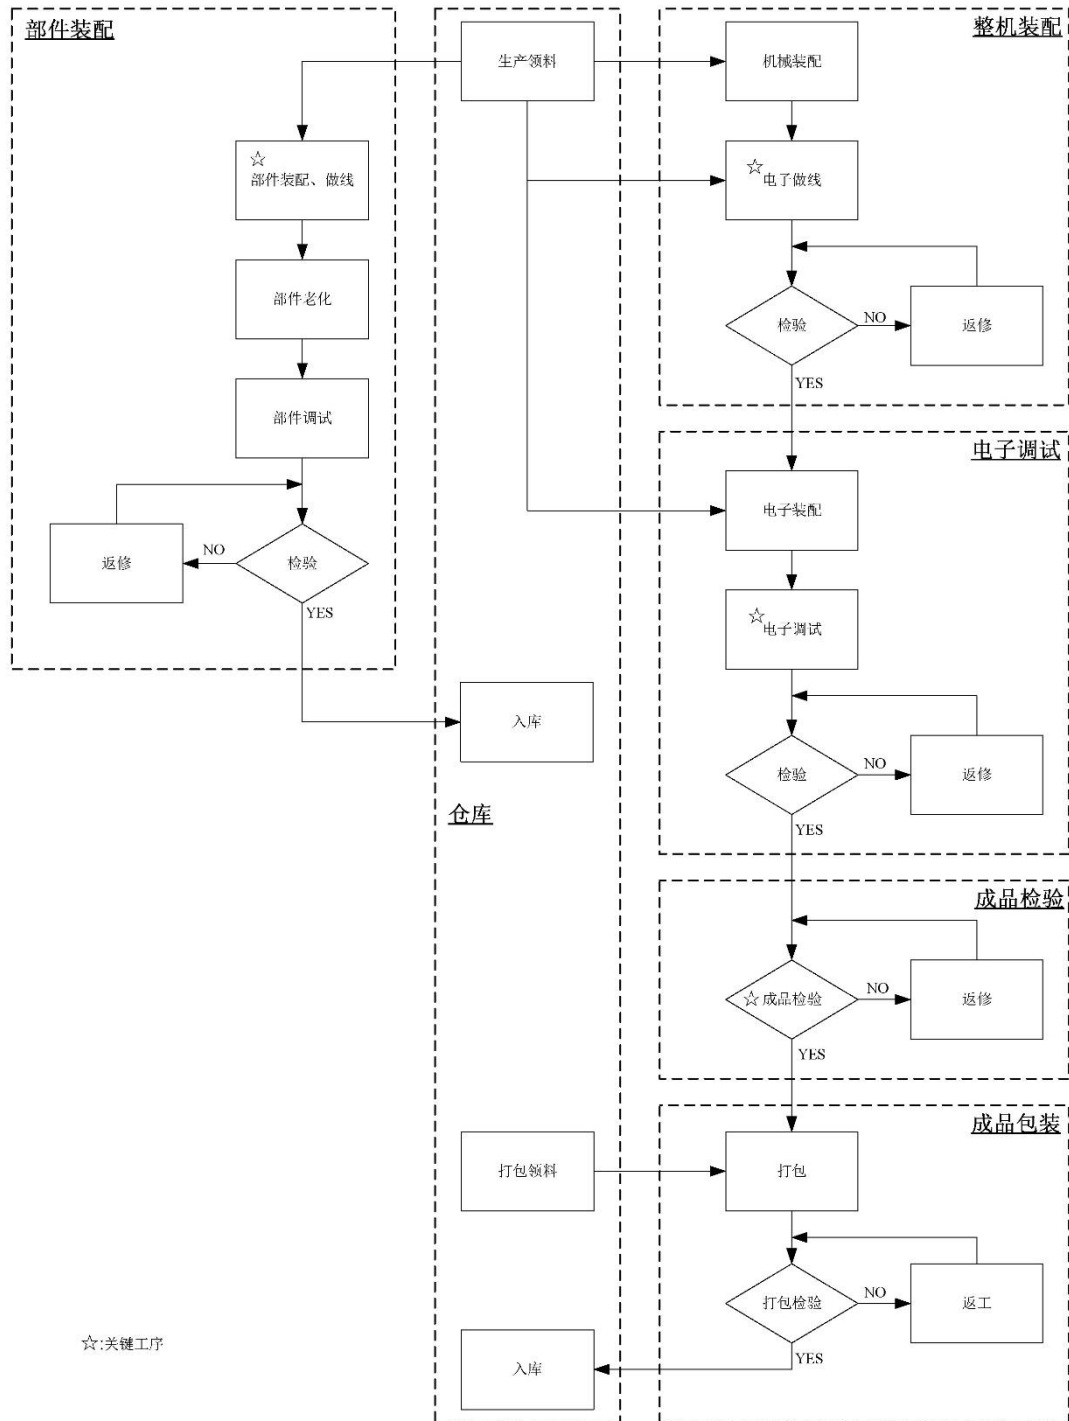 部件装配
生产领料
整机装配
机械装配
☆
部件装配、做线
☆电子做线
部件老化
检验
NO
返修
YES
部件调试
电子调试
电子装配
返修
NO
检验
YES
☆电子调试
入库
检验
NO
返修
YES
仓库
成品检验
☆成品检验
NO
返修
YES
成品包装
打包领料
打包
打包检验
NO
返工
YES
☆:关键工序
入库